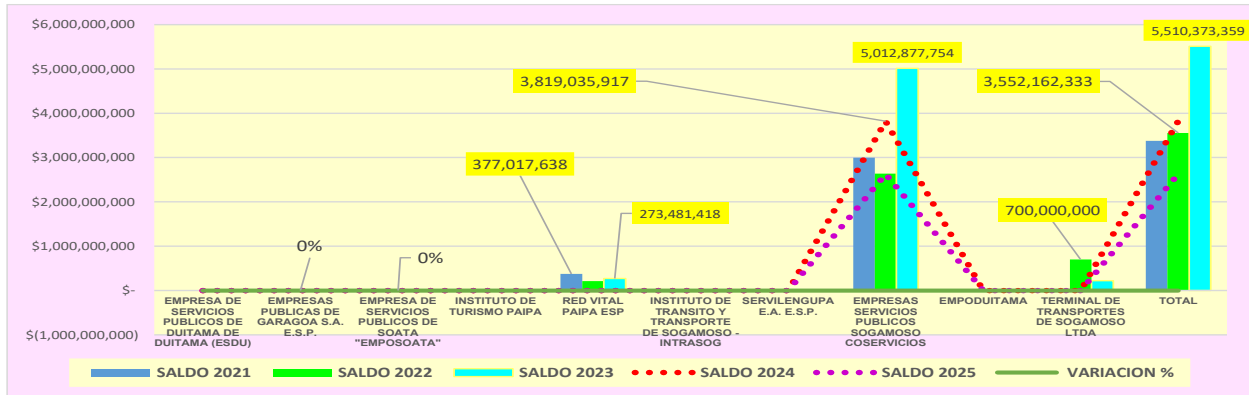 $6,000,000,000
$5,000,000,000
$4,000,000,000
$3,000,000,000
$2,000,000,000
$1,000,000,000
$-
$(1,000,000,000)
5,510,373,359
5,012,877,754
3,819,035,917
3,552,162,333
377,017,638
273,481,418
700,000,000
0%
0%
EMPRESA DE
SERVICIOS
PUBLICOS DE
DUITAMA DE
DUITAMA (ESDU)
EMPRESAS
PUBLICAS DE
GARAGOA S.A.
E.S.P.
EMPRESA DE
SERVICIOS
PUBLICOS DE
SOATA
"EMPOSOATA"
INSTITUTO DE
TURISMO PAIPA
RED VITAL
PAIPA ESP
INSTITUTO DE
TRANSITO Y
TRANSPORTE
DE SOGAMOSO -
INTRASOG
SERVILENGUPA
E.A. E.S.P.
EMPRESAS
SERVICIOS
PUBLICOS
SOGAMOSO
COSERVICIOS
EMPODUITAMA
TERMINAL DE
TRANSPORTES
DE SOGAMOSO
LTDA
TOTAL
SALDO 2021
SALDO 2022
SALDO 2023
SALDO 2024
SALDO 2025
VARIACION %